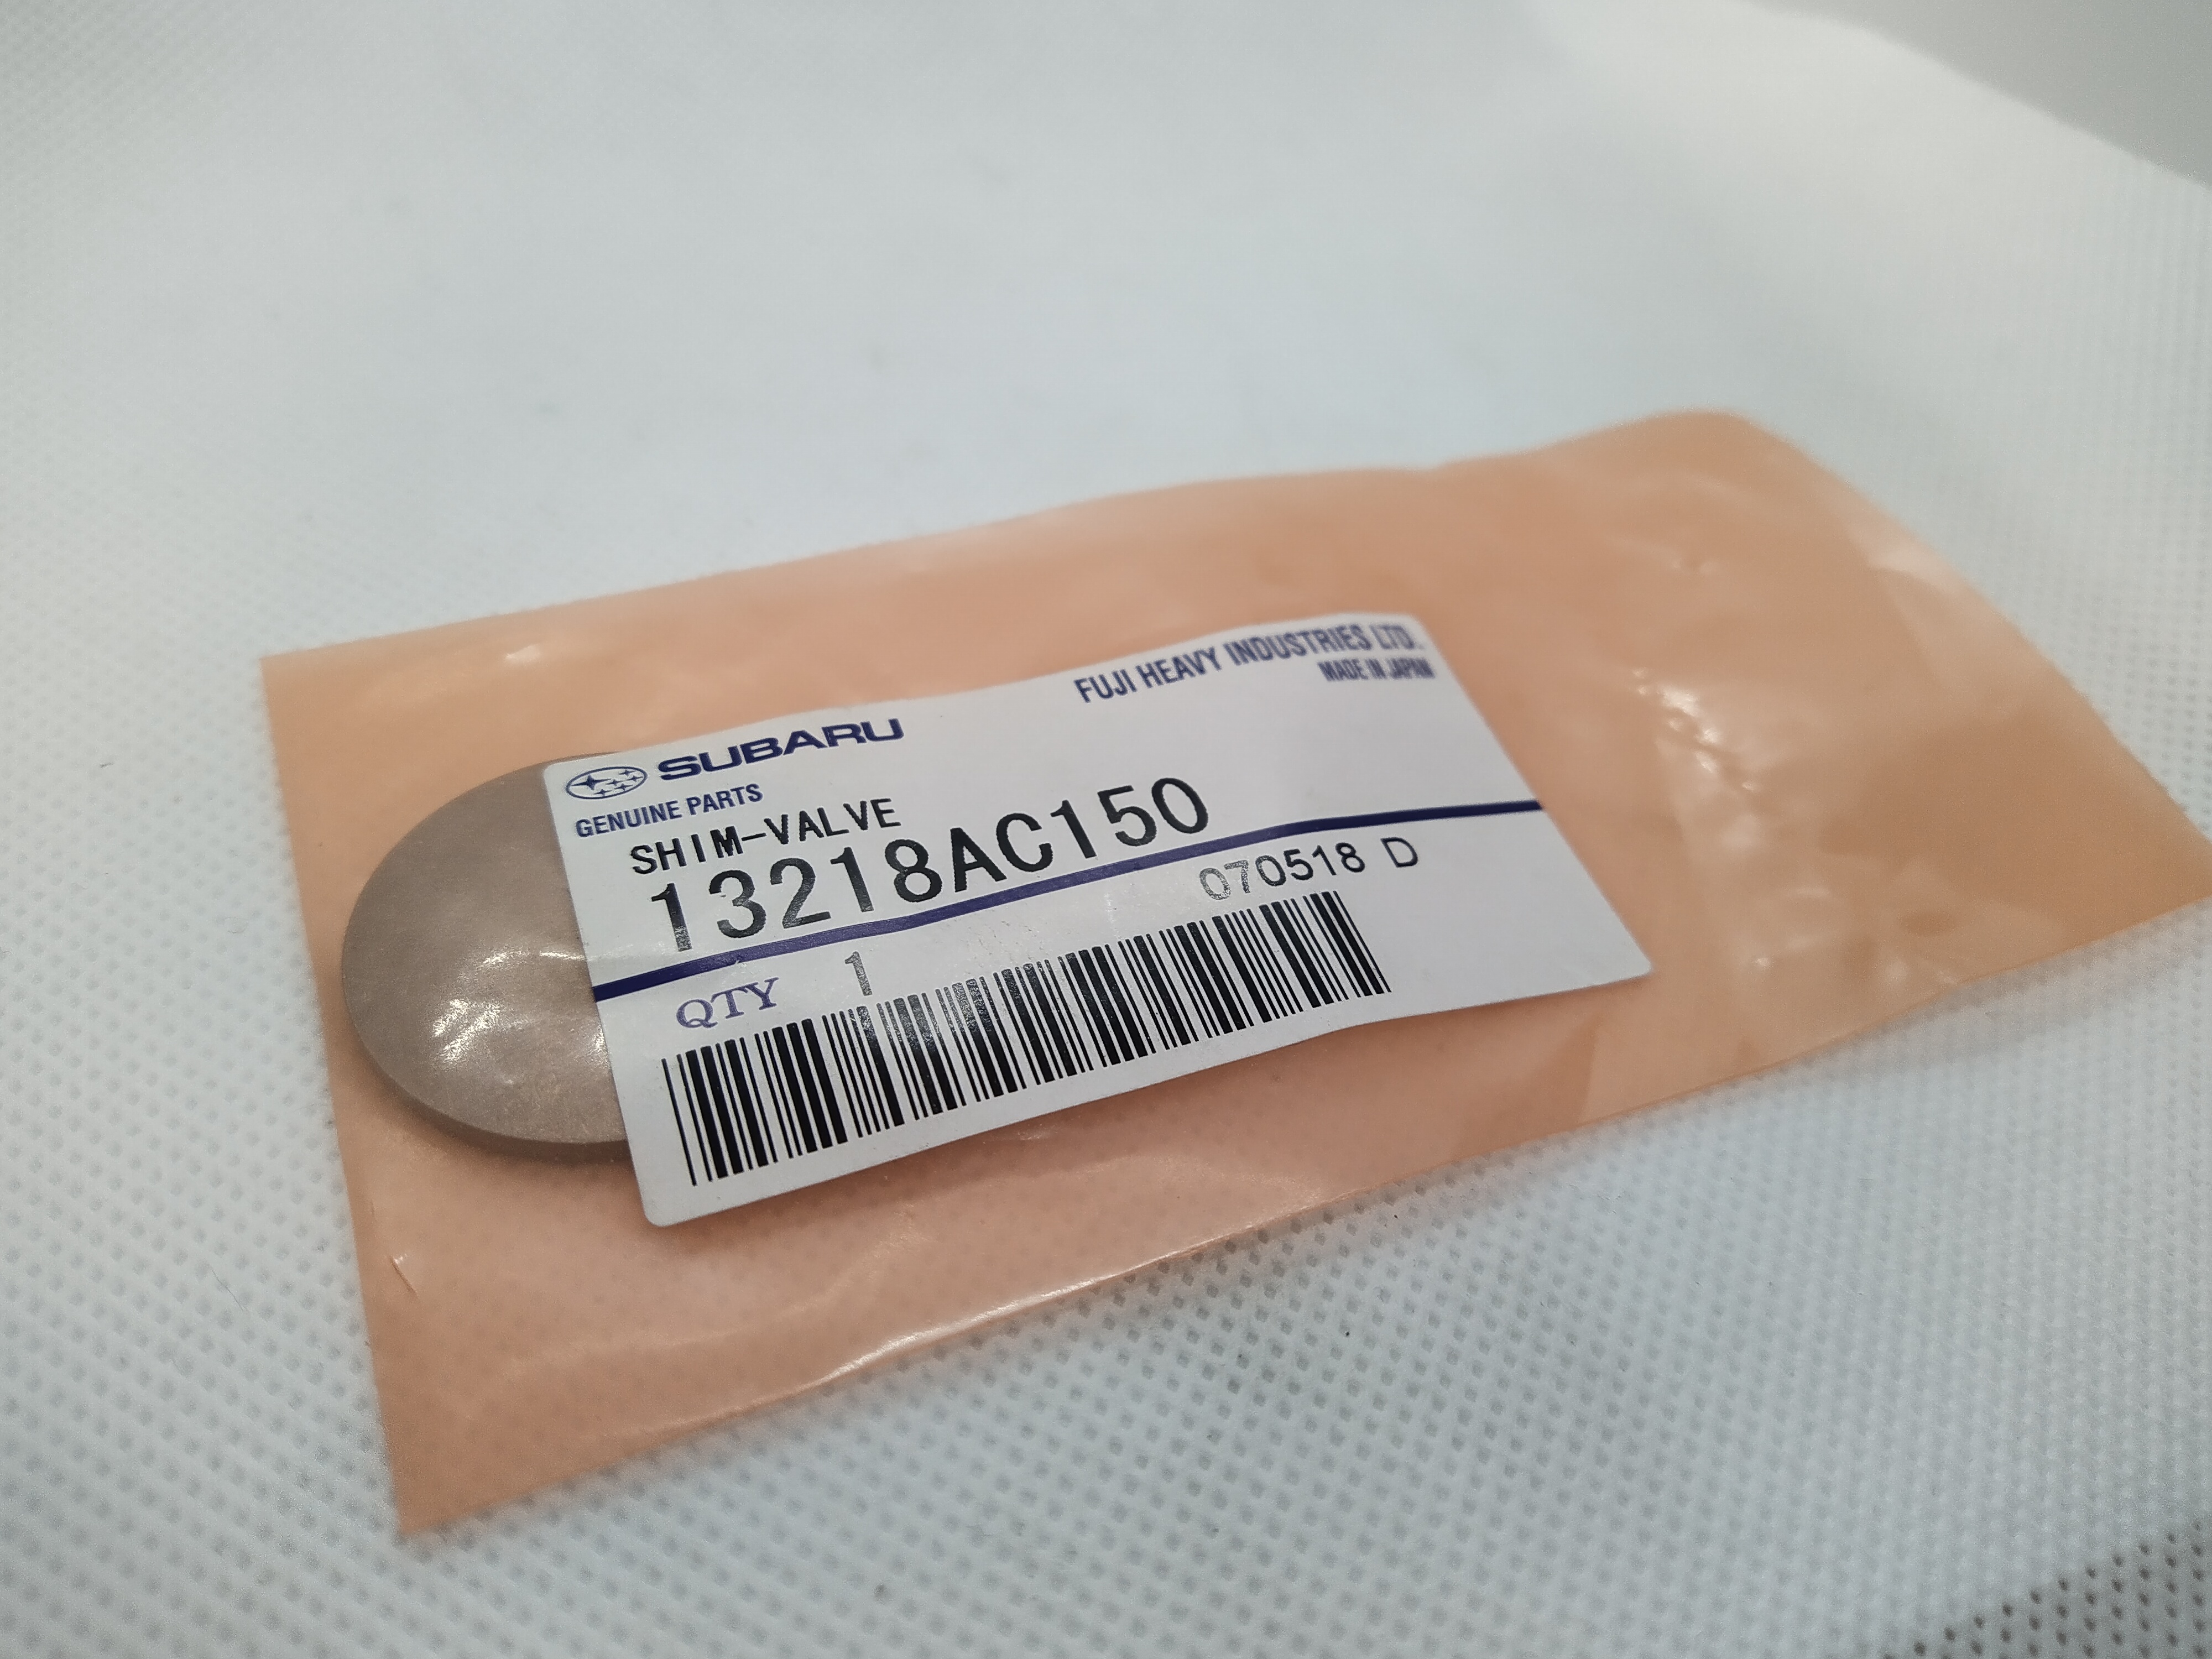 SUBARU
FUJI HEAVY INDUSTRIES LTD.
MADE IN JAPAN
GENUINE PARTS
SHIM-VALVE
13218AC150
070518 D
QTY 1